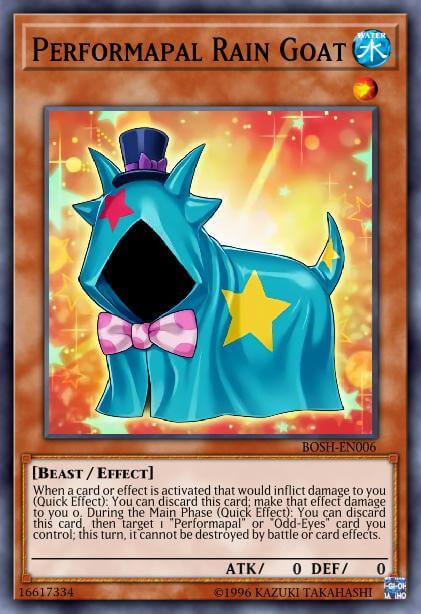 PERFORMAPAL RAIN GOAT
WATER
水
BOSH-EN006
[BEAST / EFFECT]
When a card or effect is activated that would inflict damage to you
(Quick Effect): You can discard this card; make that effect damage
to you 0. During the Main Phase (Quick Effect): You can discard
this card, then target 1 "Performapal" or "Odd-Eyes" card you
control; this turn, it cannot be destroyed by battle or card effects.
ATK/ 0 DEF/ 0
16617334
©1996 KAZUKI TAKAHASHI